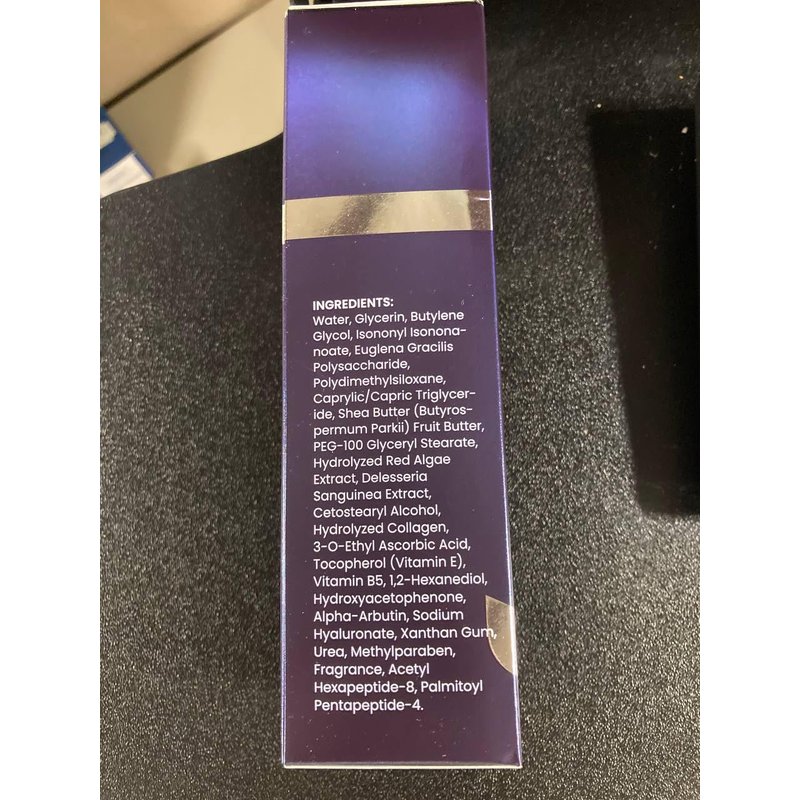 INGREDIENTS:
Water, Glycerin, Butylene
Glycol, Isononyl Isonona-
noate, Euglena Gracilis
Polysaccharide,
Polydimethylsiloxane,
Caprylic/Capric Triglycer-
ide, Shea Butter (Butyros-
permum Parkii) Fruit Butter,
PEG-100 Glyceryl Stearate,
Hydrolyzed Red Algae
Extract, Delesseria
Sanguinea Extract,
Cetostearyl Alcohol,
Hydrolyzed Collagen,
3-O-Ethyl Ascorbic Acid,
Tocopherol (Vitamin E),
Vitamin B5, 1,2-Hexanediol,
Hydroxyacetophenone,
Alpha-Arbutin, Sodium
Hyaluronate, Xanthan Gum,
Urea, Methylparaben,
Fragrance, Acetyl
Hexapeptide-8, Palmitoyl
Pentapeptide-4.